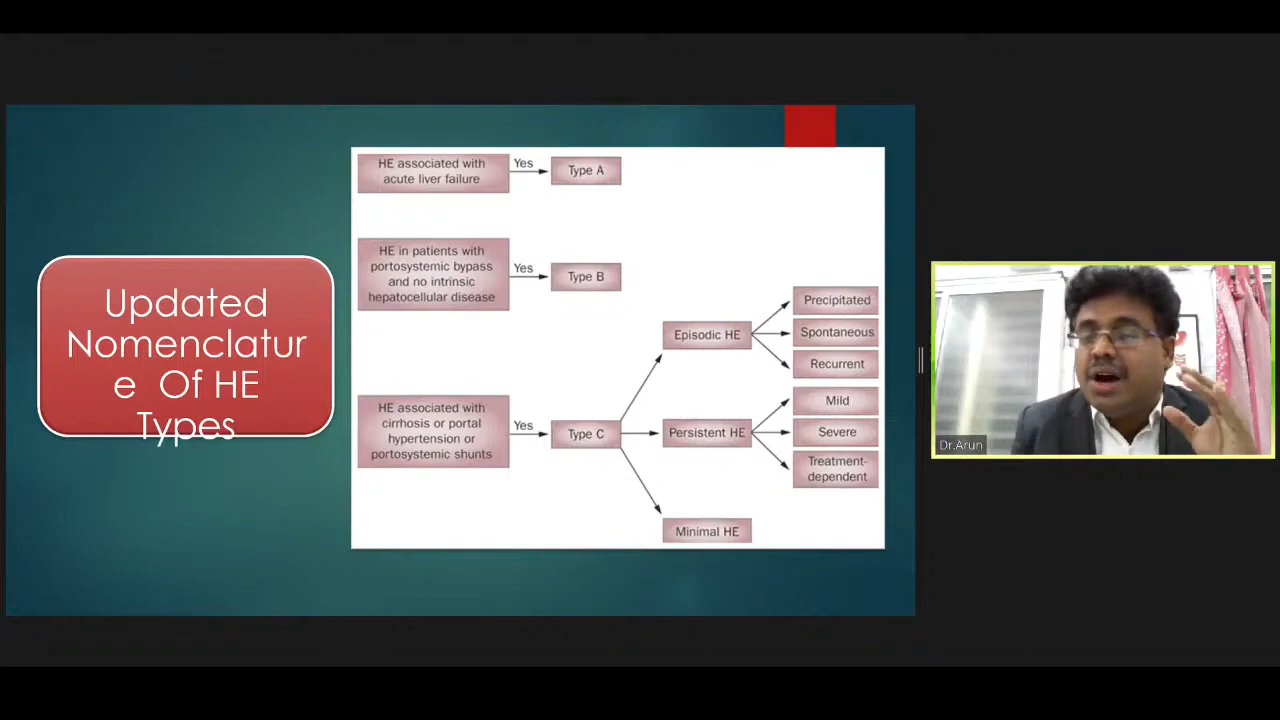 Updated
Nomenclatur
e Of HE
Types
HE associated with
acute liver failure
Yes
Type A
HE in patients with
portosystemic bypass
and no intrinsic
hepatocellular disease
Yes
Type B
HE associated with
cirrhosis or portal
hypertension or
portosystemic shunts
Yes
Type C
Episodic HE
Precipitated
Spontaneous
Recurrent
Persistent HE
Mild
Severe
Treatment-
dependent
Minimal HE
Dr.Arun